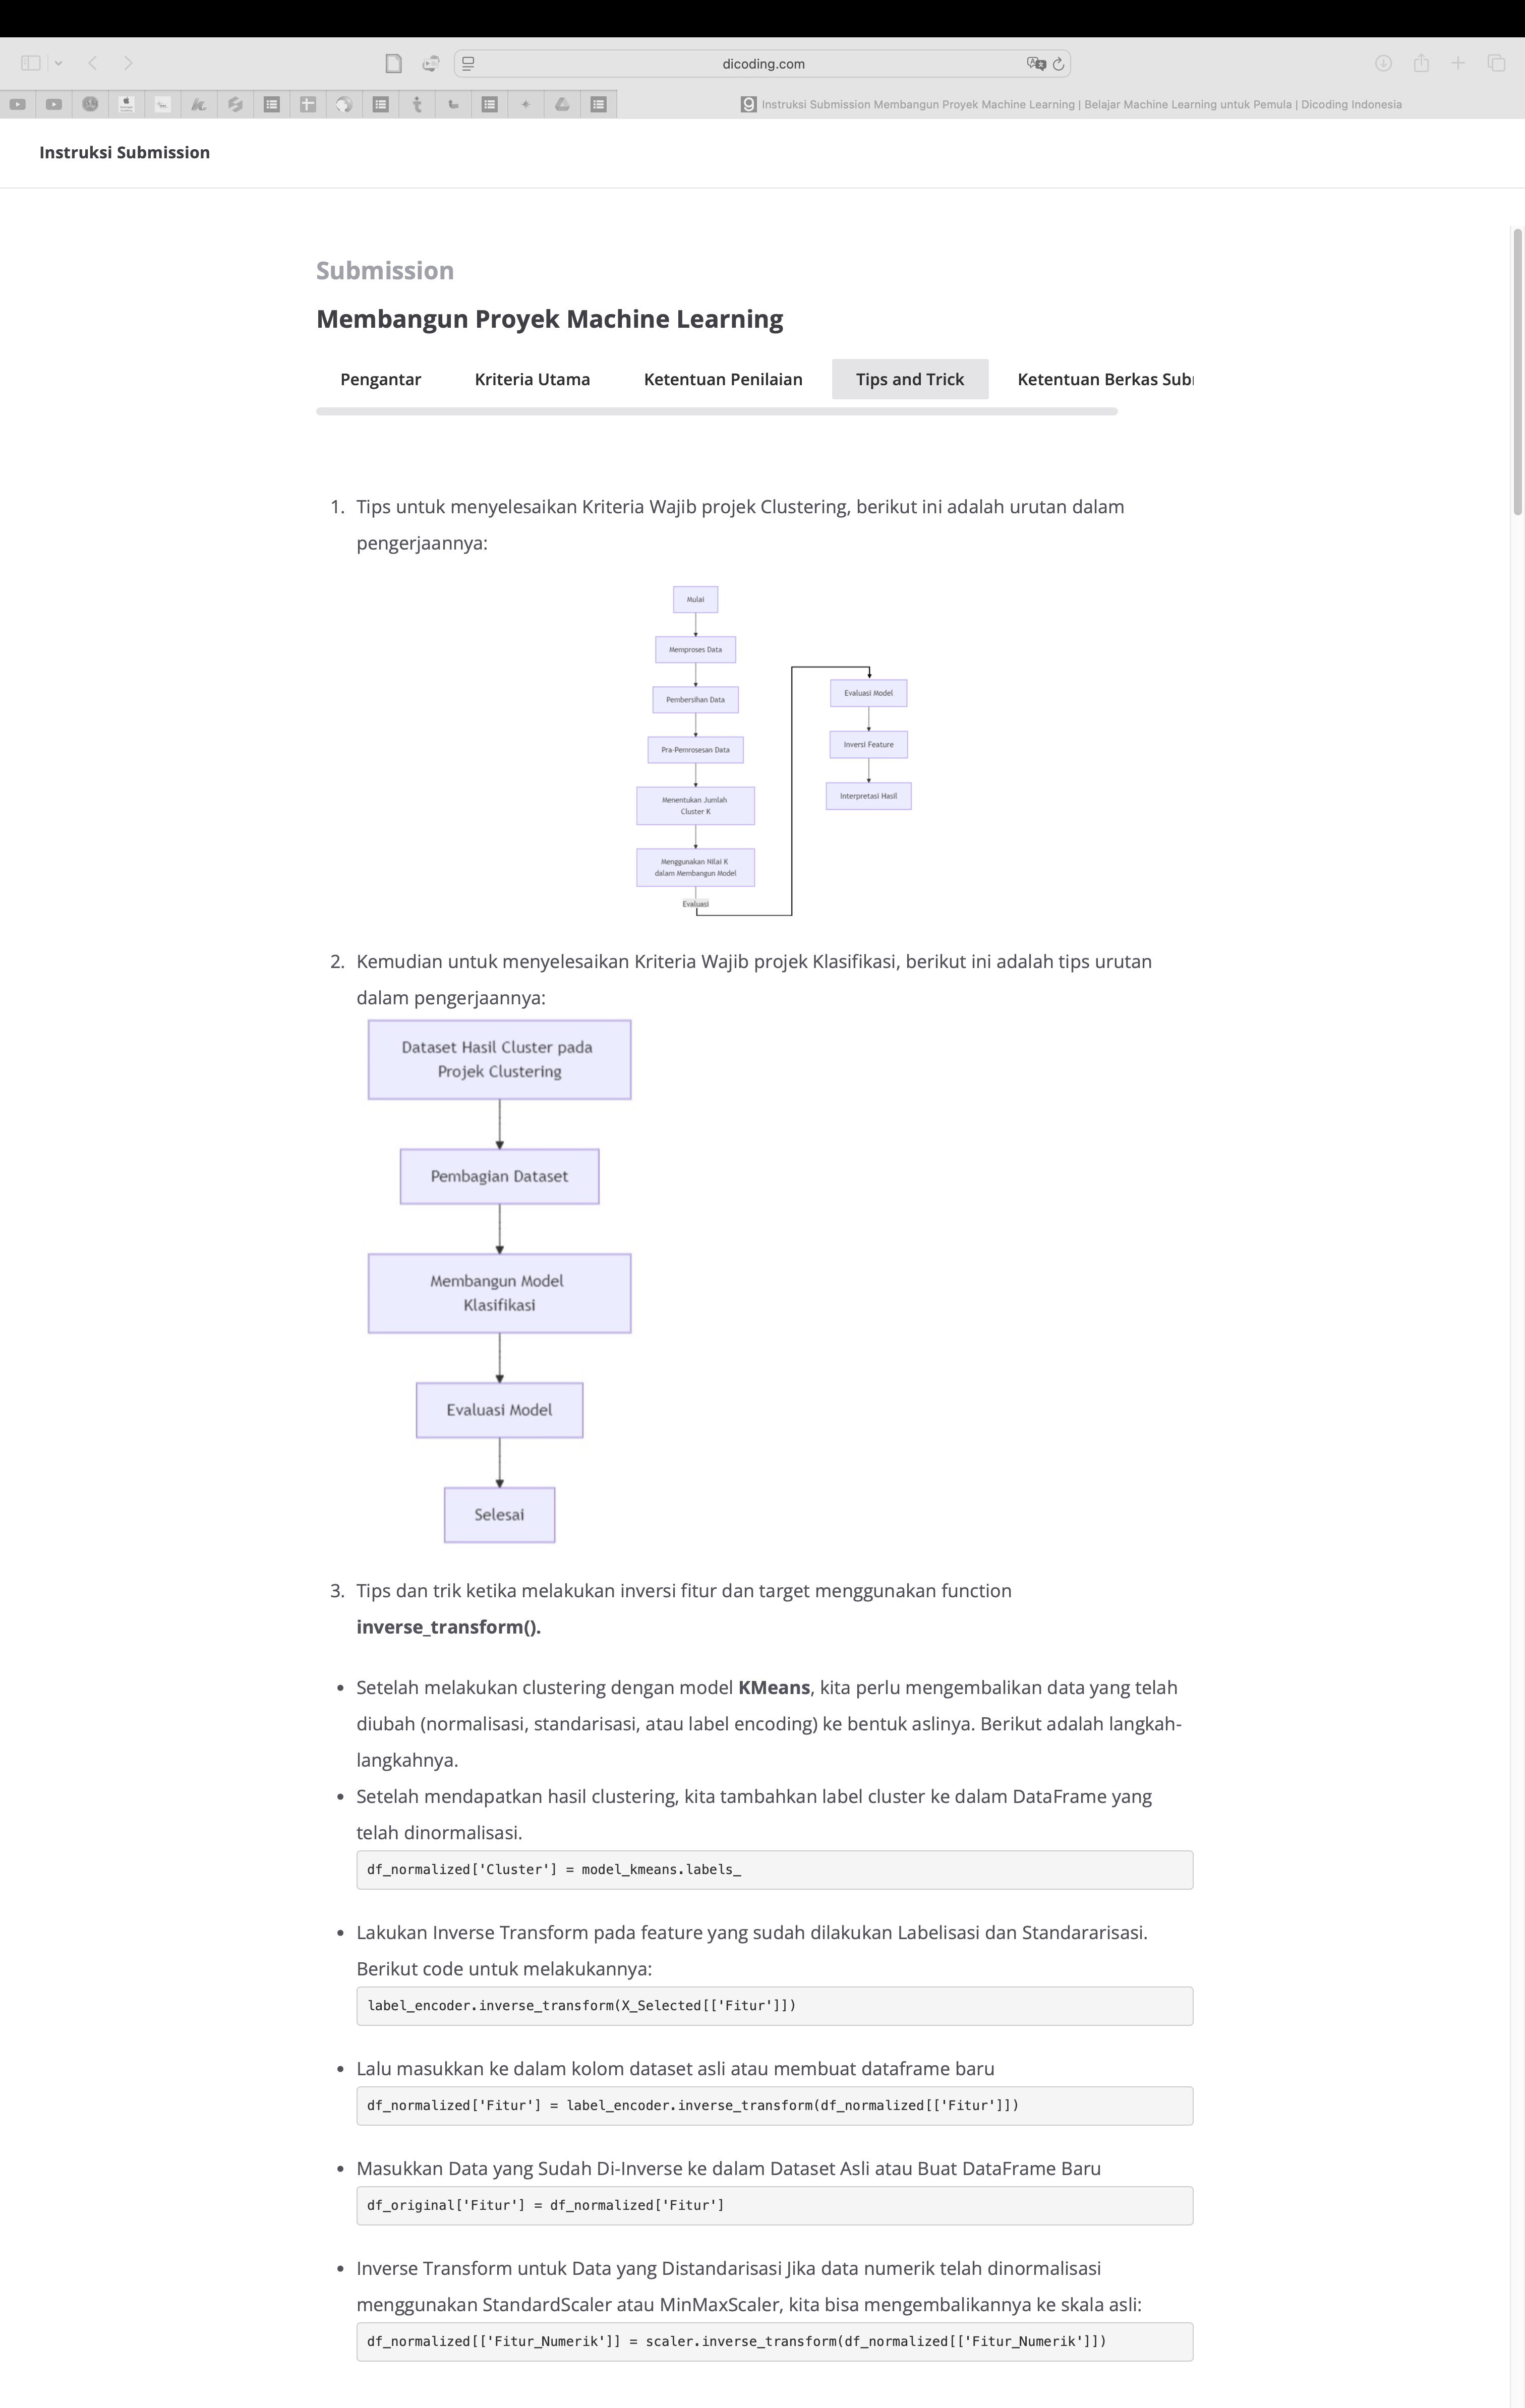 dicoding.com
Instruksi Submission Membangun Proyek Machine Learning | Belajar Machine Learning untuk Pemula | Dicoding Indonesia
Instruksi Submission
Submission
Membangun Proyek Machine Learning
Pengantar
Kriteria Utama
Ketentuan Penilaian
Tips and Trick
Ketentuan Berkas Sub
1. Tips untuk menyelesaikan Kriteria Wajib projek Clustering, berikut ini adalah urutan dalam
pengerjaannya:
Mulai
Memproses Data
Pembersihan Data
Pra-Pemrosesan Data
Menentukan Jumlah
Cluster K
Menggunakan Nilai K
dalam Membangun Model
Evaluasi
Evaluasi Model
Inversi Feature
Interpretasi Hasil
2. Kemudian untuk menyelesaikan Kriteria Wajib projek Klasifikasi, berikut ini adalah tips urutan
dalam pengerjaannya:
Dataset Hasil Cluster pada
Projek Clustering
Pembagian Dataset
Membangun Model
Klasifikasi
Evaluasi Model
Selesai
3. Tips dan trik ketika melakukan inversi fitur dan target menggunakan function
inverse_transform().
• Setelah melakukan clustering dengan model KMeans, kita perlu mengembalikan data yang telah
diubah (normalisasi, standarisasi, atau label encoding) ke bentuk aslinya. Berikut adalah langkah-
langkahnya.
• Setelah mendapatkan hasil clustering, kita tambahkan label cluster ke dalam DataFrame yang
telah dinormalisasi.
df_normalized['Cluster'] = model_kmeans.labels_
• Lakukan Inverse Transform pada feature yang sudah dilakukan Labelisasi dan Standararisasi.
Berikut code untuk melakukannya:
label_encoder.inverse_transform(X_Selected[['Fitur']])
• Lalu masukkan ke dalam kolom dataset asli atau membuat dataframe baru
df_normalized['Fitur'] = label_encoder.inverse_transform(df_normalized[['Fitur']])
• Masukkan Data yang Sudah Di-Inverse ke dalam Dataset Asli atau Buat DataFrame Baru
df_original['Fitur'] = df_normalized['Fitur']
• Inverse Transform untuk Data yang Distandarisasi Jika data numerik telah dinormalisasi
menggunakan StandardScaler atau MinMaxScaler, kita bisa mengembalikannya ke skala asli:
df_normalized[['Fitur_Numerik']] = scaler.inverse_transform(df_normalized[['Fitur_Numerik']])